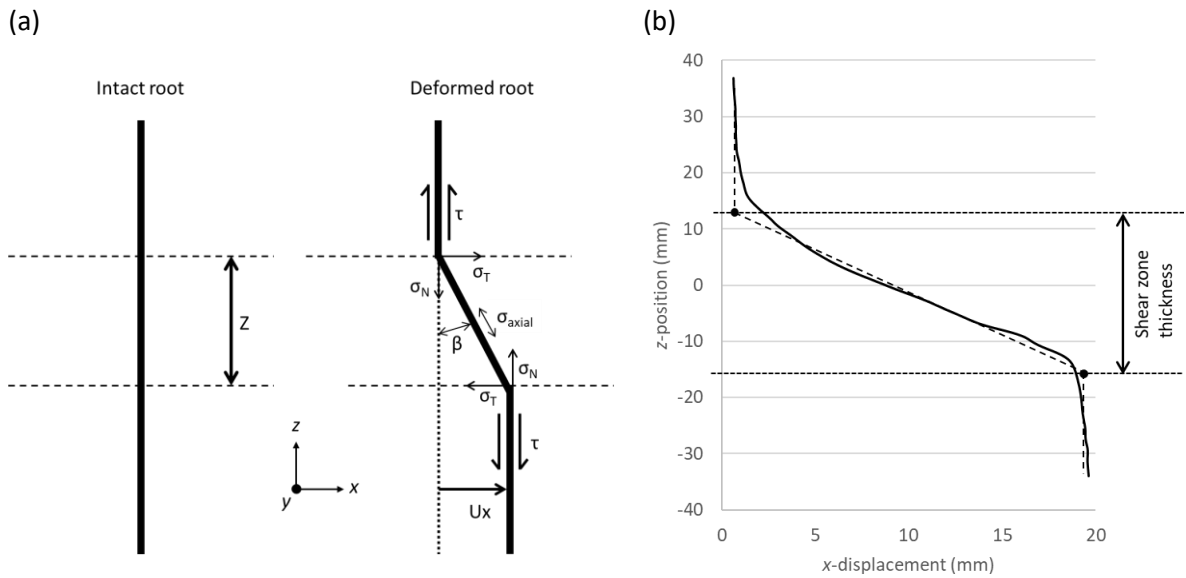 (a)
Intact root
Deformed root
τ
σT
σN
Z
σaxial
β
σN
σT
τ
z
x
y
Ux
(b)
40
30
20
10
0
-10
-20
-30
-40
z-position (mm)
0
5
10
15
20
x-displacement (mm)
Shear zone
thickness